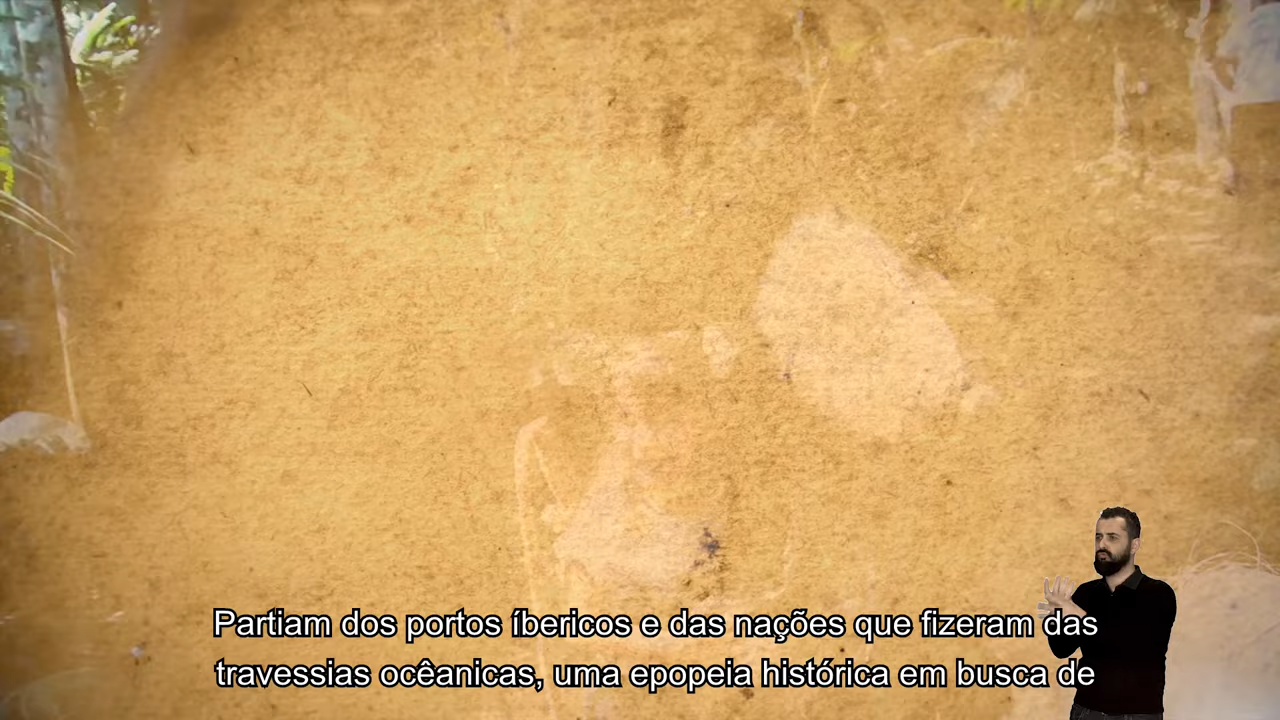 Partiam dos portos íbericos e das nações que fizeram das
travessias ocêanicas, uma epopeia histórica em busca de